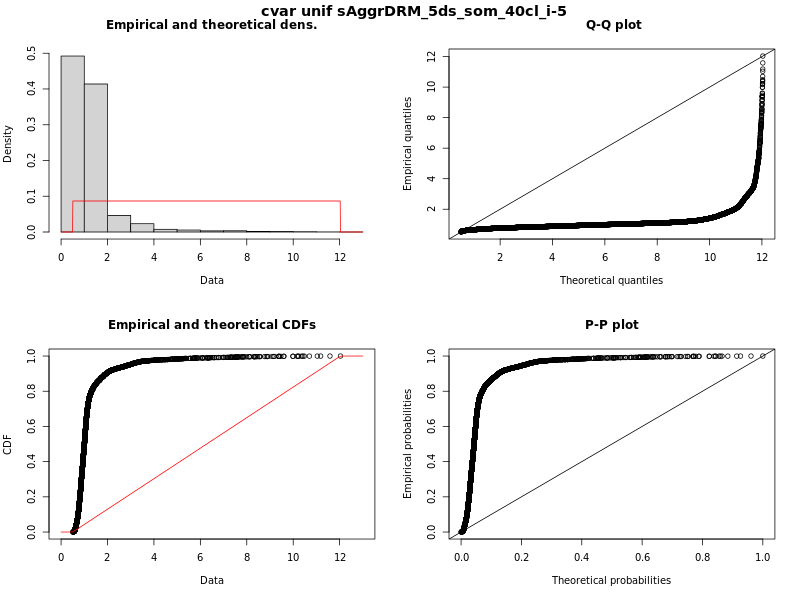 cvar unif sAggrDRM_5ds_som_40cl_i-5
Empirical and theoretical dens.
Density
0.0 0.1 0.2 0.3 0.4 0.5
0 2 4 6 8 10 12
Data
Q-Q plot
Empirical quantiles
2 4 6 8 10 12
2 4 6 8 10 12
Theoretical quantiles
Empirical and theoretical CDFs
CDF
0.0 0.2 0.4 0.6 0.8 1.0
0 2 4 6 8 10 12
Data
P-P plot
Empirical probabilities
0.0 0.2 0.4 0.6 0.8 1.0
0.0 0.2 0.4 0.6 0.8 1.0
Theoretical probabilities